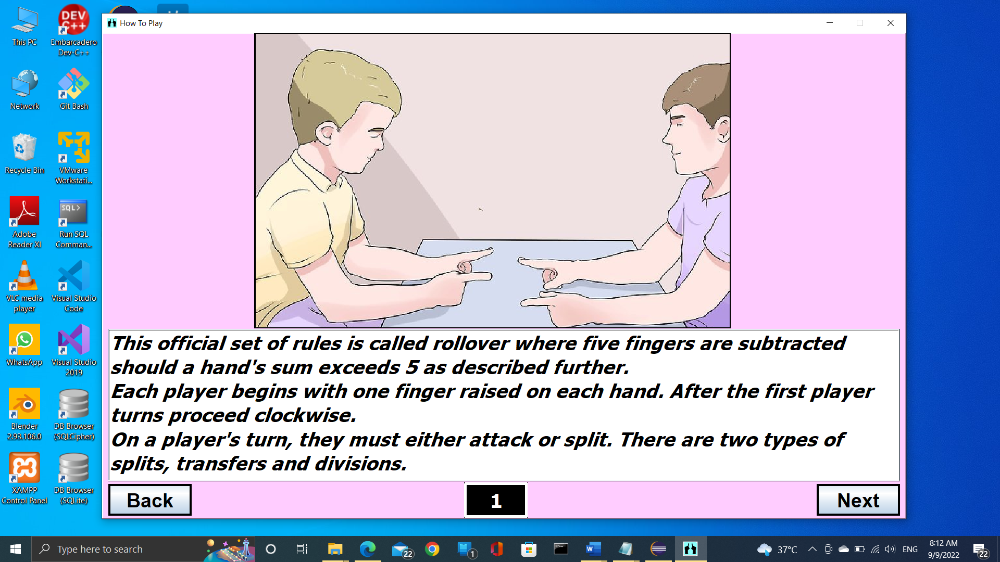 How To Play
This PC
Embarcadero
Dev-C++
DEV
C++
Network
Git Bash
Recycle Bin
VMware
Workstati...
Adobe
Reader XI
SQL>
Run SQL
Comman...
VLC media
player
Visual Studio
Code
WhatsApp
Visual Studio
2019
Blender
2.93.106.0
DB Browser
(SQLCipher)
XAMPP
Control Panel
DB Browser
(SQLite)
This official set of rules is called rollover where five fingers are subtracted
should a hand's sum exceeds 5 as described further.
Each player begins with one finger raised on each hand. After the first player
turns proceed clockwise.
On a player's turn, they must either attack or split. There are two types of
splits, transfers and divisions.
Back
1
Next
Type here to search
22
1
W
37°C
ENG
8:12 AM
9/9/2022
22